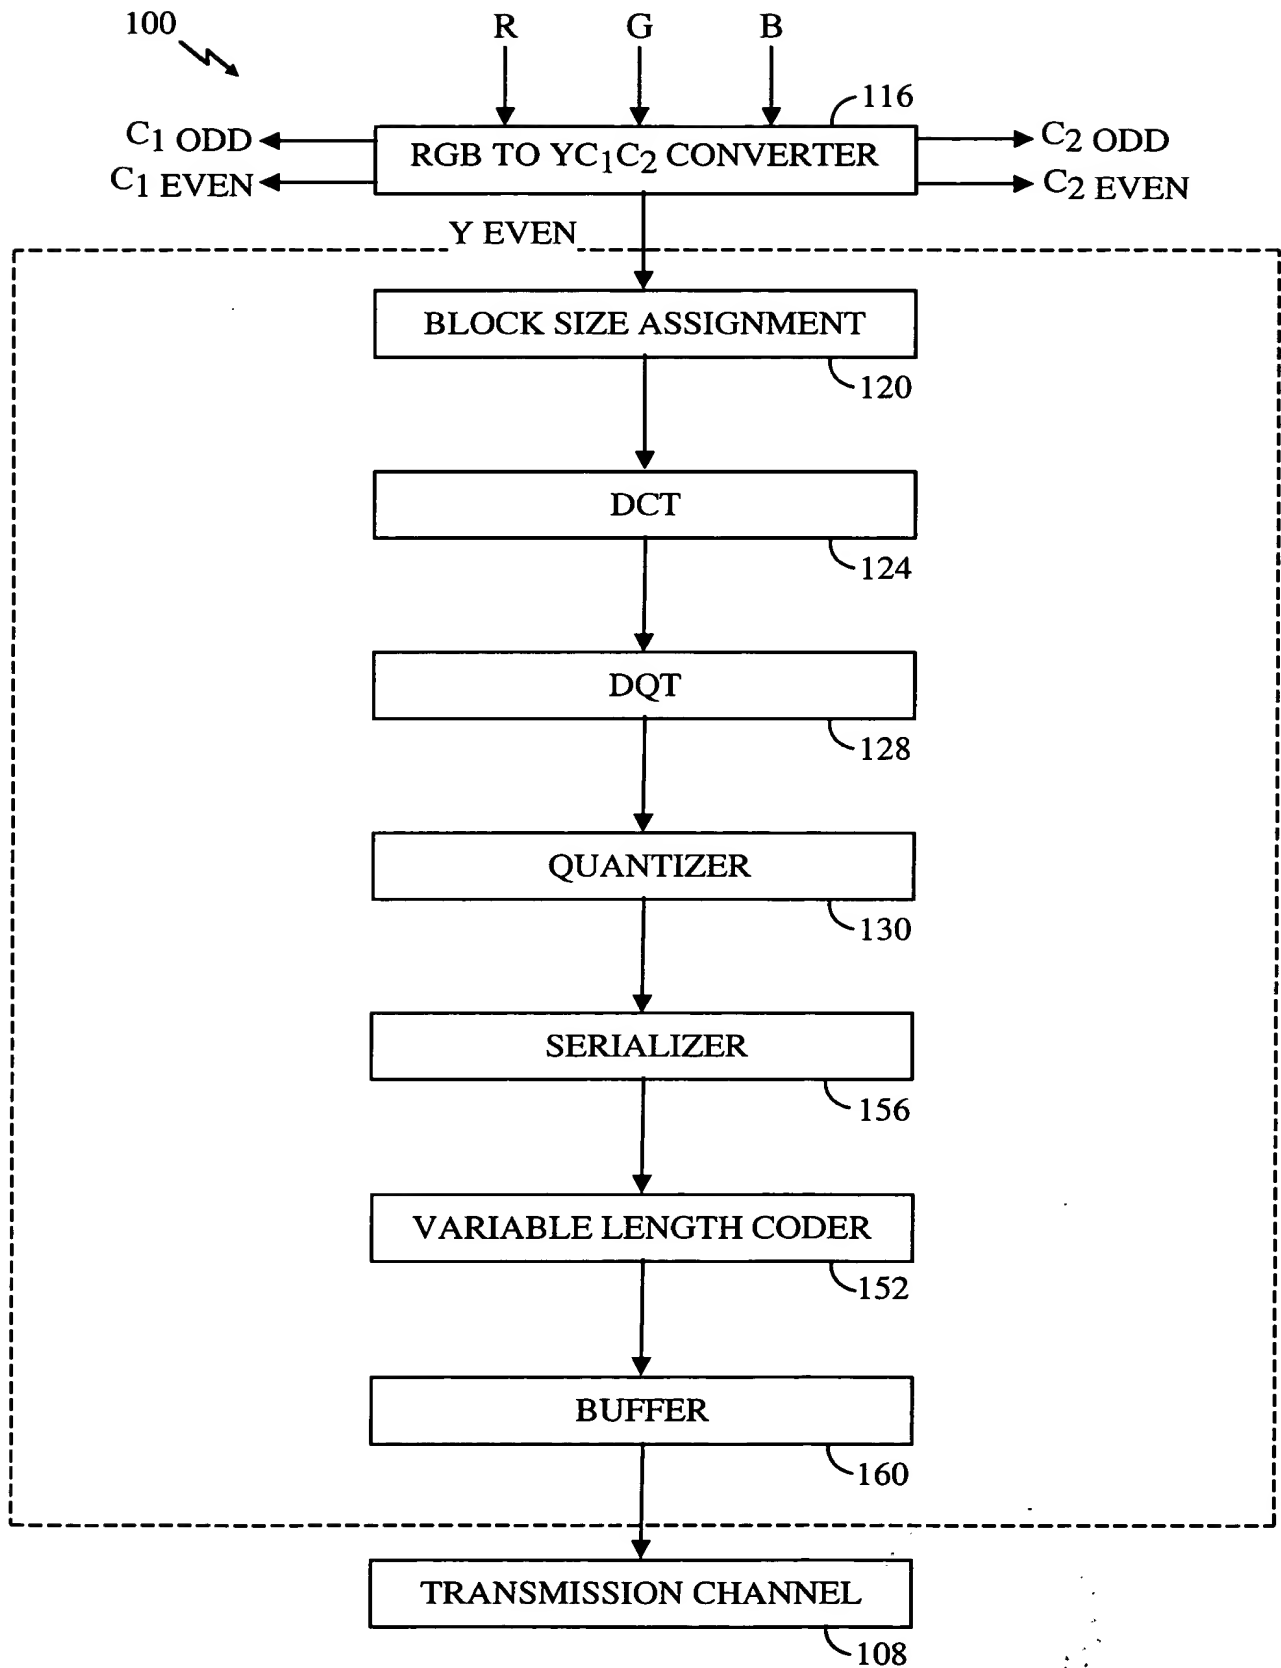 100
R G B
116
C1 ODD
RGB TO YC1C2 CONVERTER
C2 ODD
C1 EVEN
C2 EVEN
Y EVEN
BLOCK SIZE ASSIGNMENT
120
DCT
124
DQT
128
QUANTIZER
130
SERIALIZER
156
VARIABLE LENGTH CODER
152
BUFFER
160
TRANSMISSION CHANNEL
108